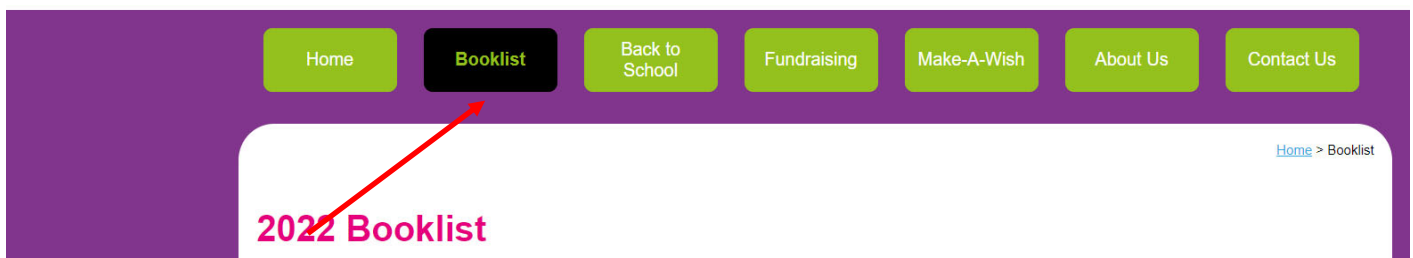 Home
Booklist
Back to
School
Fundraising
Make-A-Wish
About Us
Contact Us
Home > Booklist
2022 Booklist